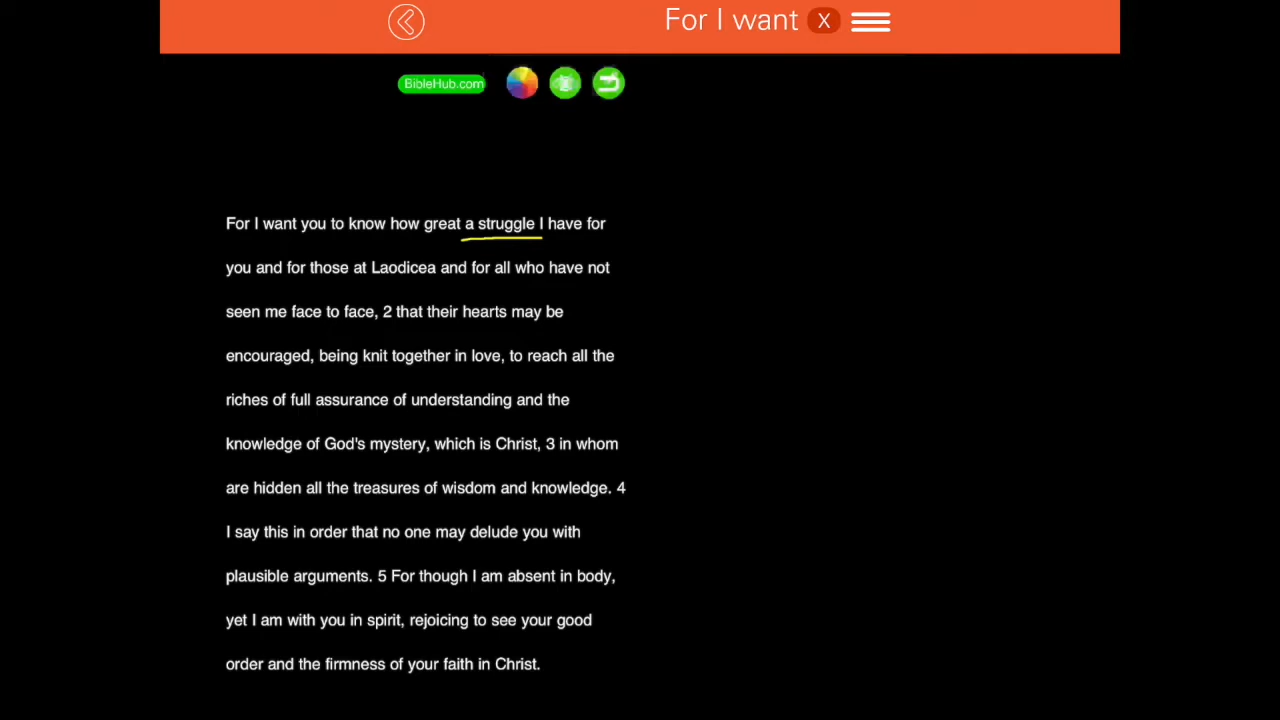 For I want X
BibleHub.com
For I want you to know how great a struggle I have for
you and for those at Laodicea and for all who have not
seen me face to face, 2 that their hearts may be
encouraged, being knit together in love, to reach all the
riches of full assurance of understanding and the
knowledge of God's mystery, which is Christ, 3 in whom
are hidden all the treasures of wisdom and knowledge. 4
I say this in order that no one may delude you with
plausible arguments. 5 For though I am absent in body,
yet I am with you in spirit, rejoicing to see your good
order and the firmness of your faith in Christ.